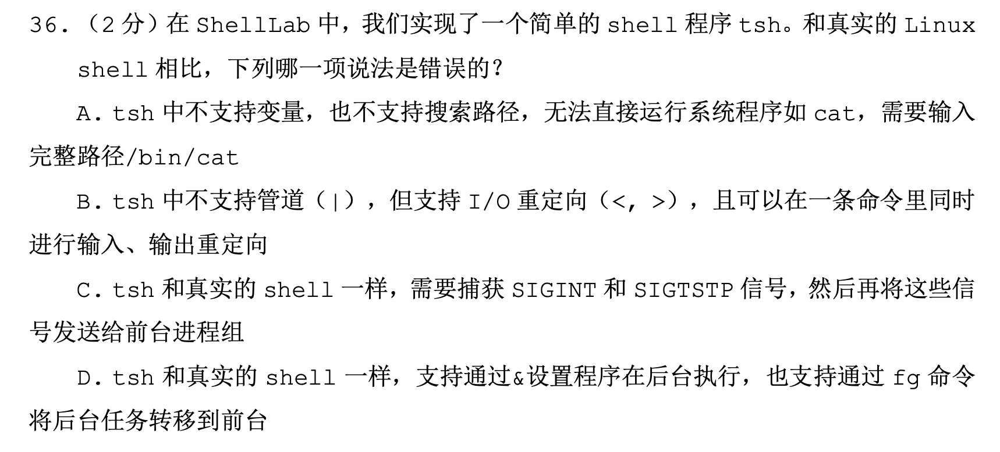 36.（2 分）在 ShellLab 中，我们实现了一个简单的 shell 程序 tsh。和真实的 Linux
shell 相比，下列哪一项说法是错误的？
A. tsh 中不支持变量，也不支持搜索路径，无法直接运行系统程序如 cat，需要输入
完整路径/bin/cat
B. tsh 中不支持管道（|），但支持 I/O 重定向（<, >），且可以在一条命令里同时
进行输入、输出重定向
C. tsh 和真实的 shell 一样，需要捕获 SIGINT 和 SIGTSTP 信号，然后再将这些信
号发送给前台进程组
D. tsh 和真实的 shell 一样，支持通过&设置程序在后台执行，也支持通过 fg 命令
将后台任务转移到前台